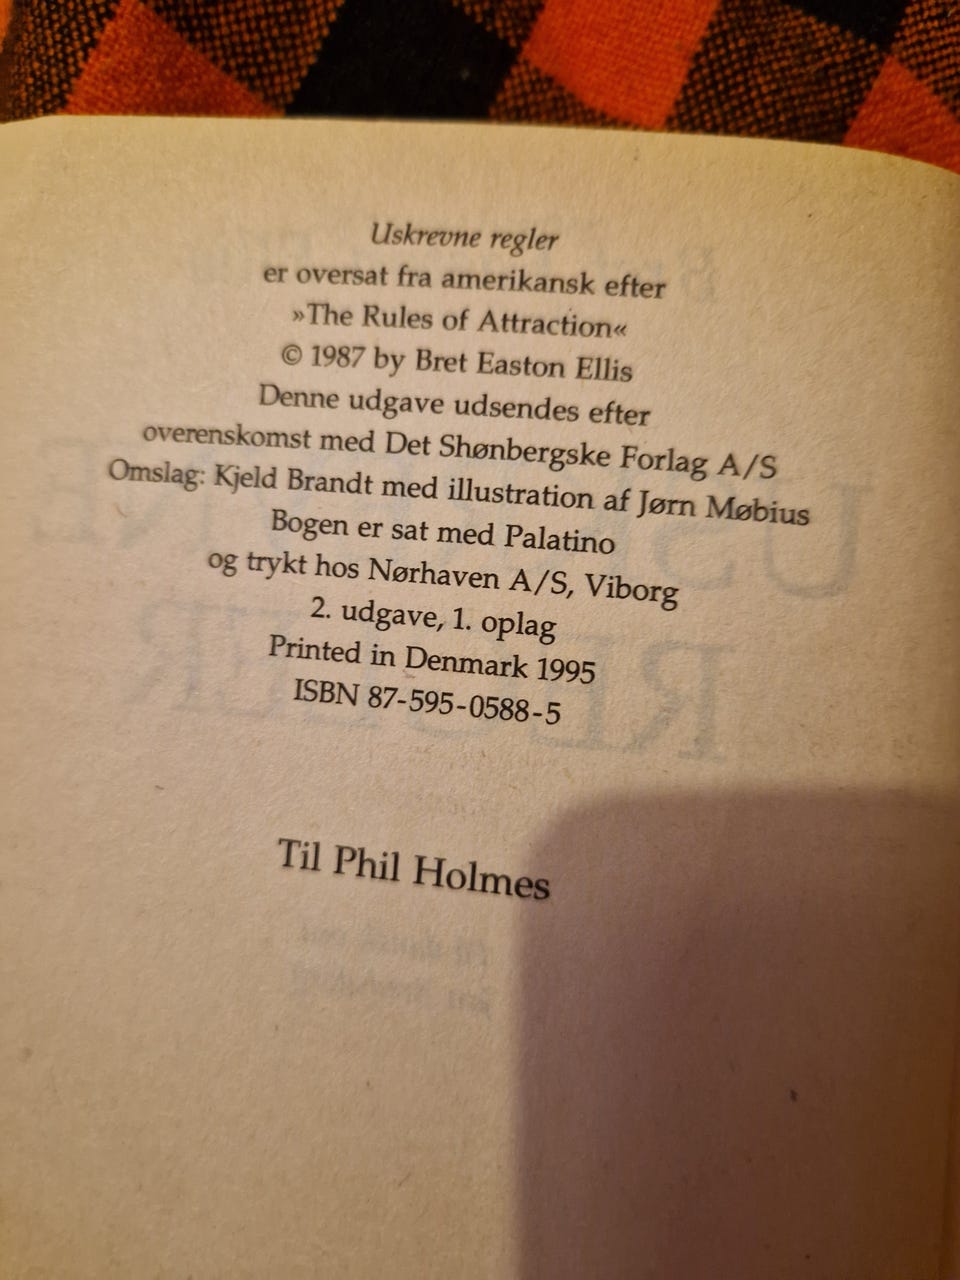 Uskrevne regler
er oversat fra amerikansk efter
»The Rules of Attraction«
© 1987 by Bret Easton Ellis
Denne udgave udsendes efter
overenskomst med Det Shønbergske Forlag A/S
Omslag: Kjeld Brandt med illustration af Jørn Møbius
Bogen er sat med Palatino
og trykt hos Nørhaven A/S, Viborg
2. udgave, 1. oplag
Printed in Denmark 1995
ISBN 87-595-0588-5
Til Phil Holmes